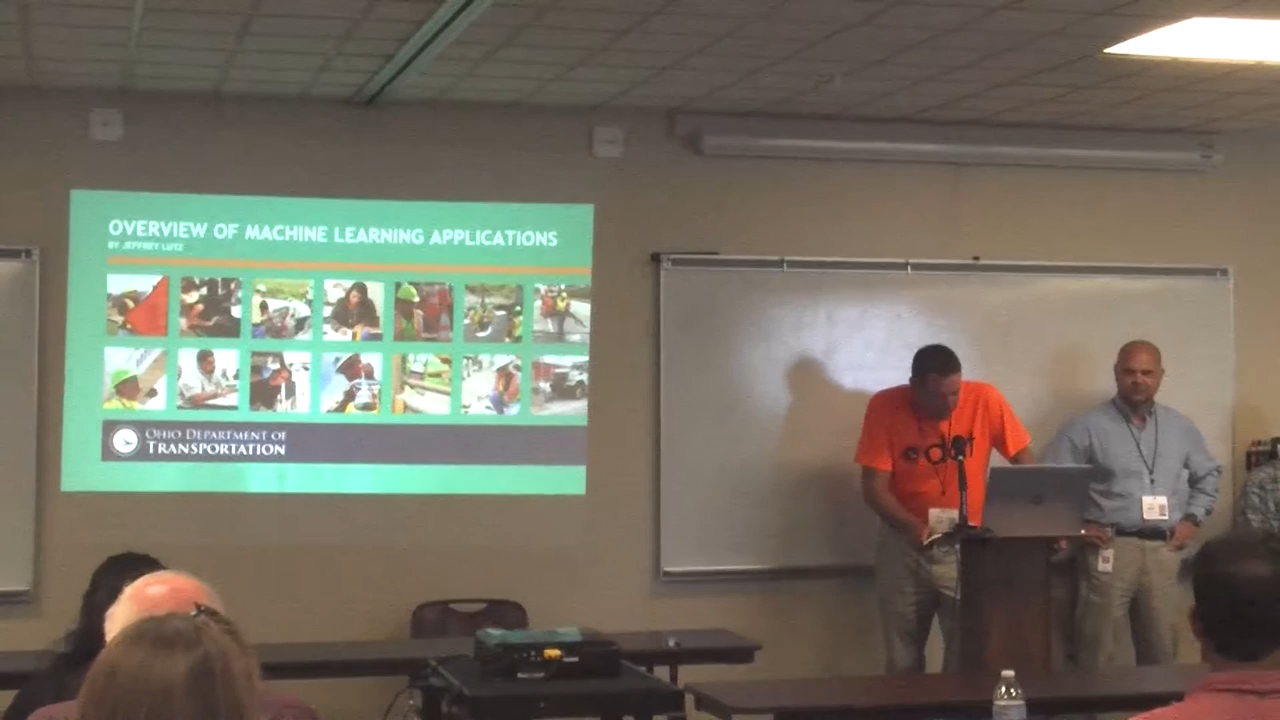 OVERVIEW OF MACHINE LEARNING APPLICATIONS
BY JEFFREY LUTZ
OHIO DEPARTMENT OF
TRANSPORTATION